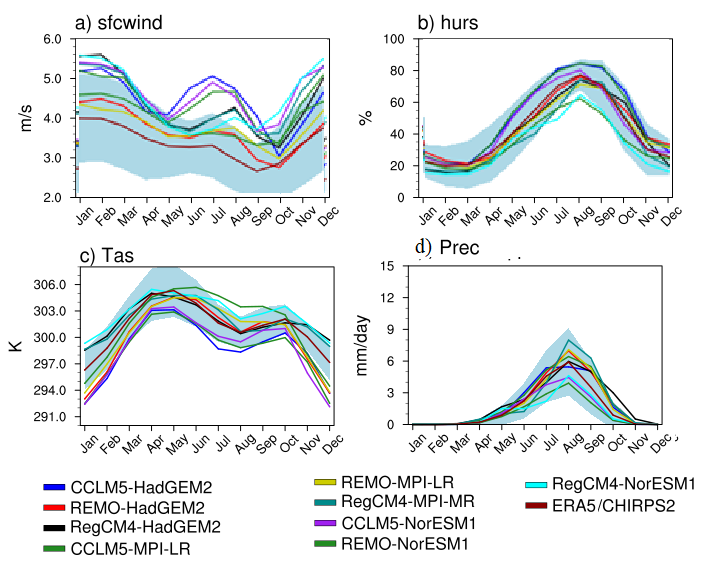 a) sfcwind
b) hurs
6.0
5.0
4.0
3.0
2.0
m/s
Jan Feb Mar Apr May Jun Jul Aug Sep Oct Nov Dec
100
80
60
40
20
0
%
Jan Feb Mar Apr May Jun Jul Aug Sep Oct Nov Dec
c) Tas
d) Prec
306.0
303.0
300.0
297.0
294.0
291.0
K
Jan Feb Mar Apr May Jun Jul Aug Sep Oct Nov Dec
15
12
9
6
3
0
mm/day
Jan Feb Mar Apr May Jun Jul Aug Sep Oct Nov Dec
CCLM5-HadGEM2
REMO-HadGEM2
RegCM4-HadGEM2
CCLM5-MPI-LR
REMO-MPI-LR
RegCM4-MPI-MR
CCLM5-NorESM1
REMO-NorESM1
RegCM4-NorESM1
ERA5/CHIRPS2